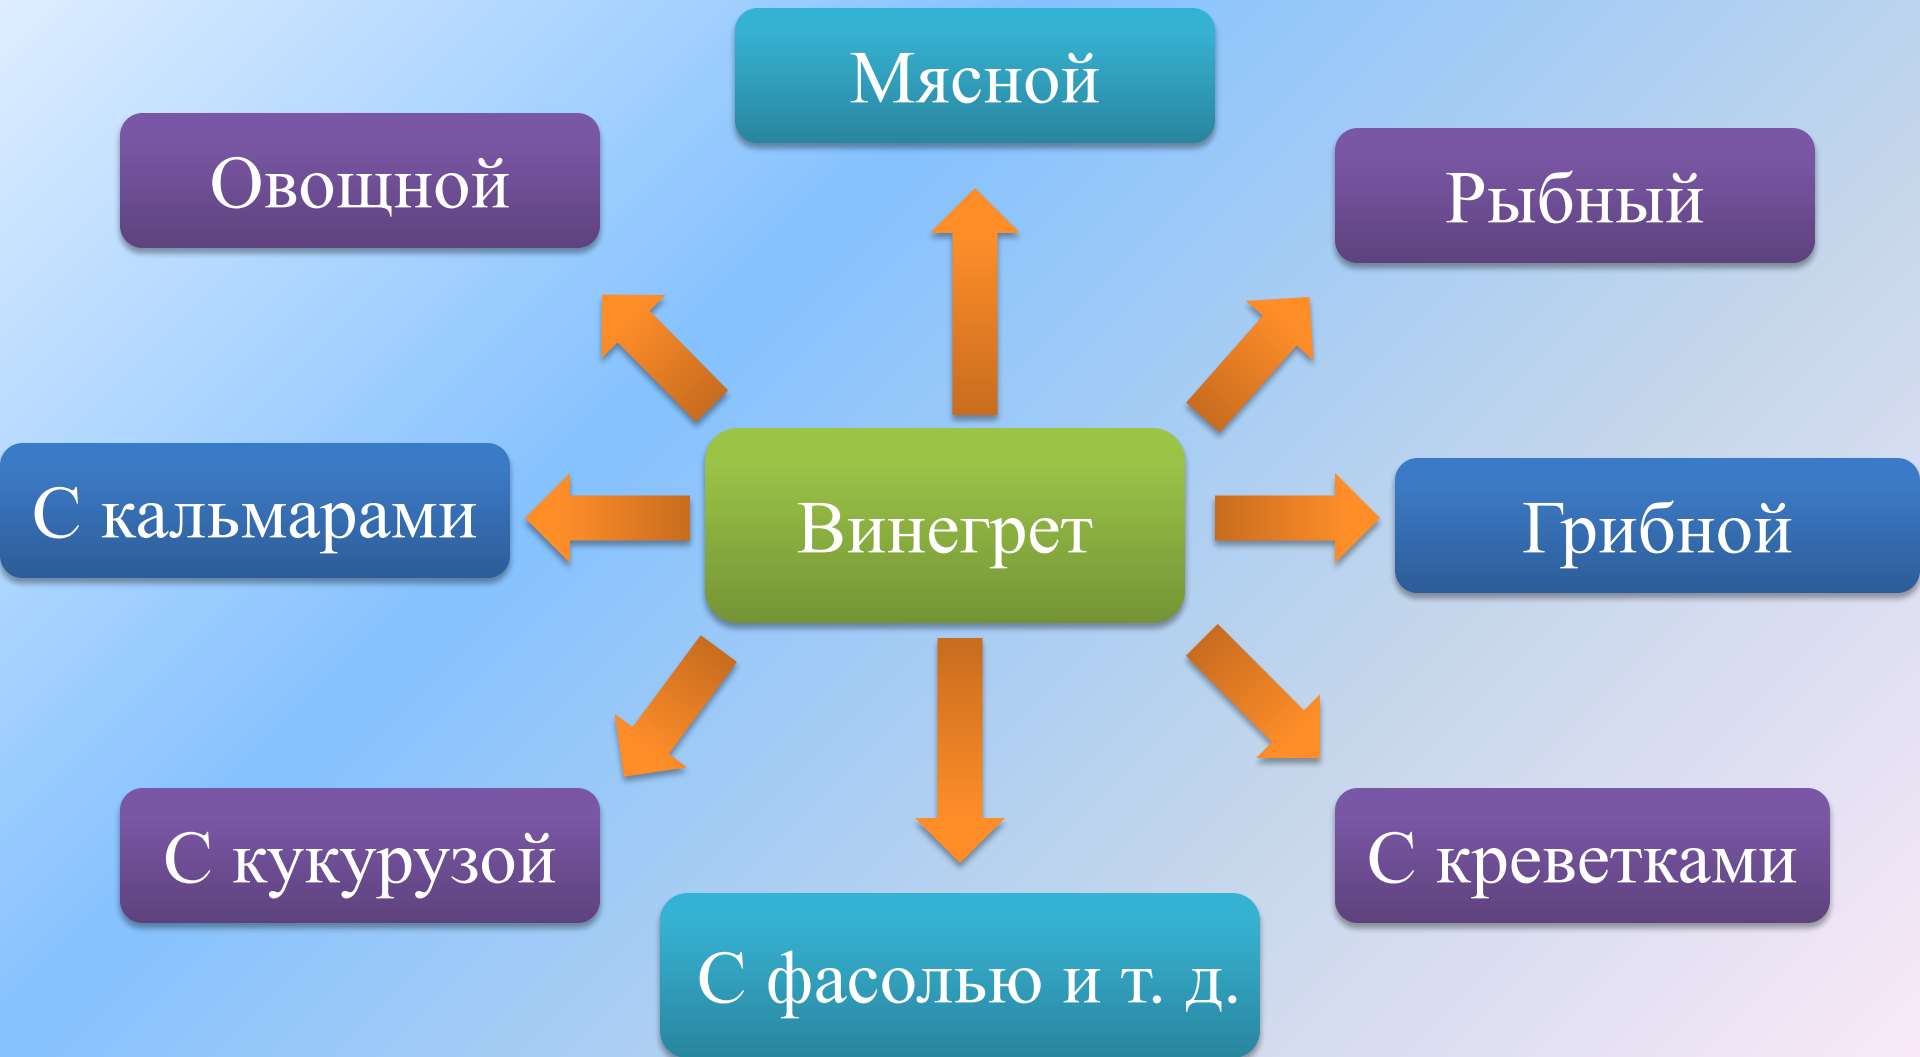 Мясной
Овощной
Рыбный
С кальмарами
Винегрет
Грибной
С кукурузой
С креветками
С фасолью и т. д.